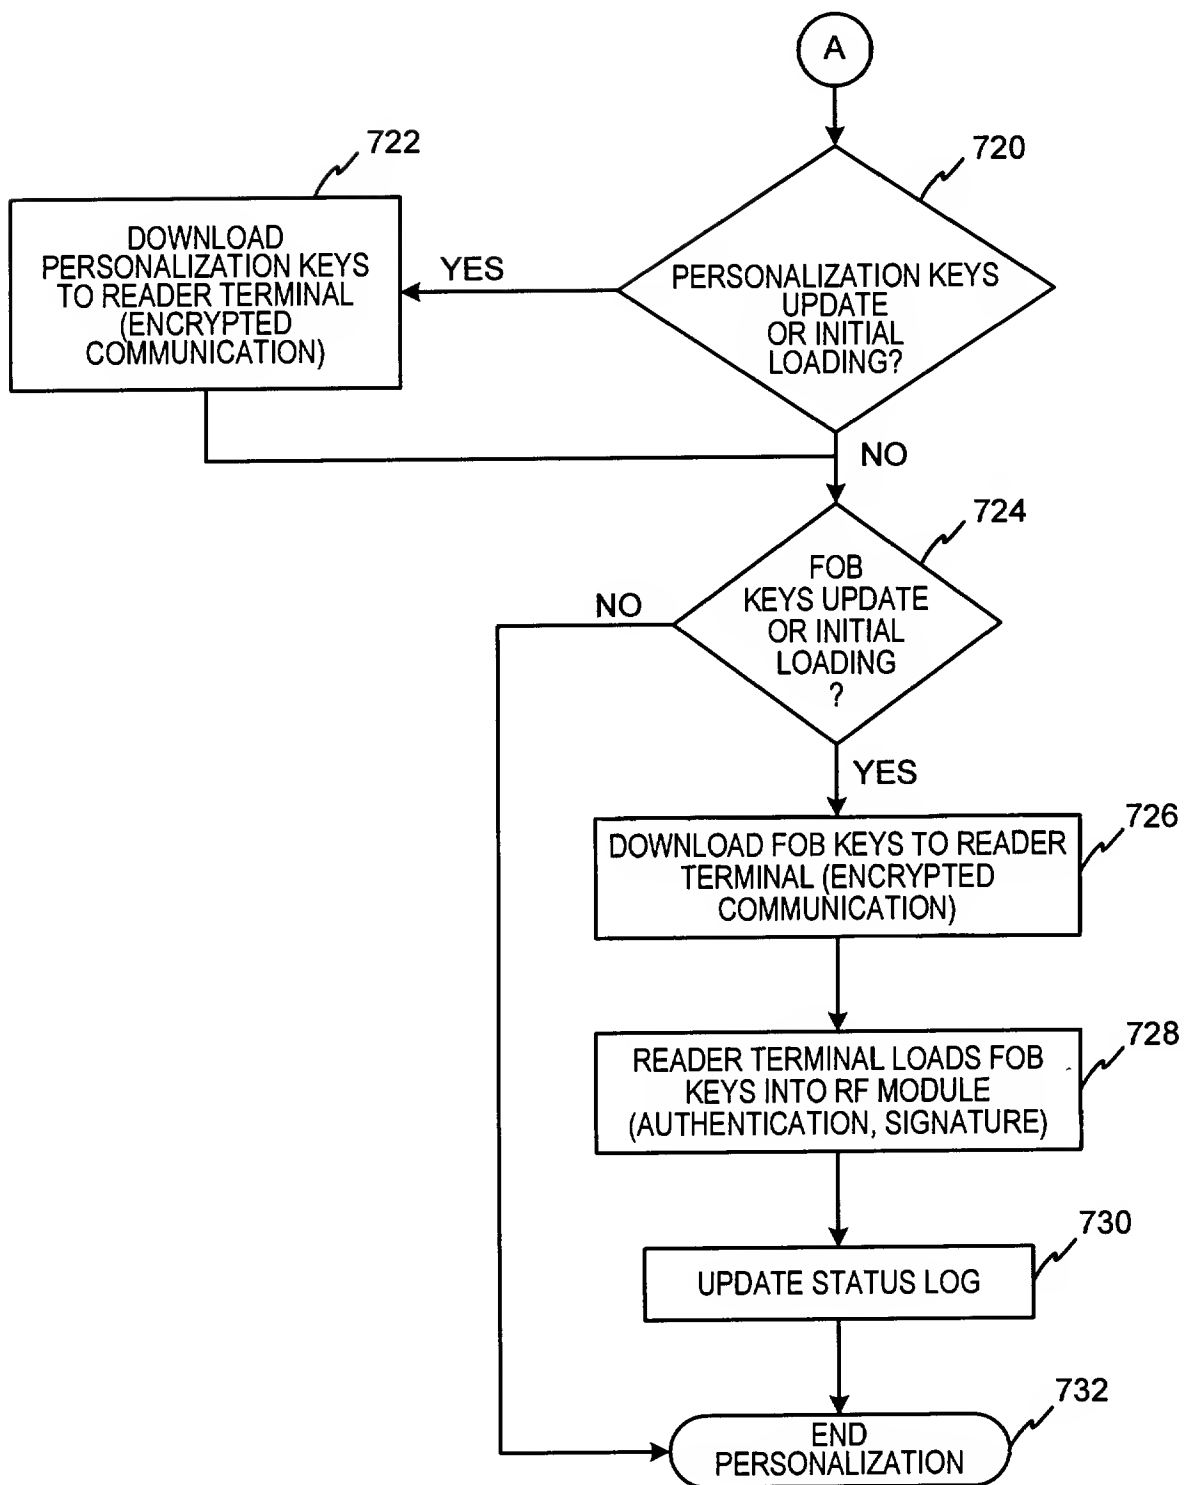 A
720
722
DOWNLOAD
PERSONALIZATION KEYS
TO READER TERMINAL
(ENCRYPTED
COMMUNICATION)
YES
PERSONALIZATION KEYS
UPDATE
OR INITIAL
LOADING?
NO
724
FOB
KEYS UPDATE
OR INITIAL
LOADING
?
NO
YES
726
DOWNLOAD FOB KEYS TO READER
TERMINAL (ENCRYPTED
COMMUNICATION)
728
READER TERMINAL LOADS FOB
KEYS INTO RF MODULE
(AUTHENTICATION, SIGNATURE)
730
UPDATE STATUS LOG
732
END
PERSONALIZATION